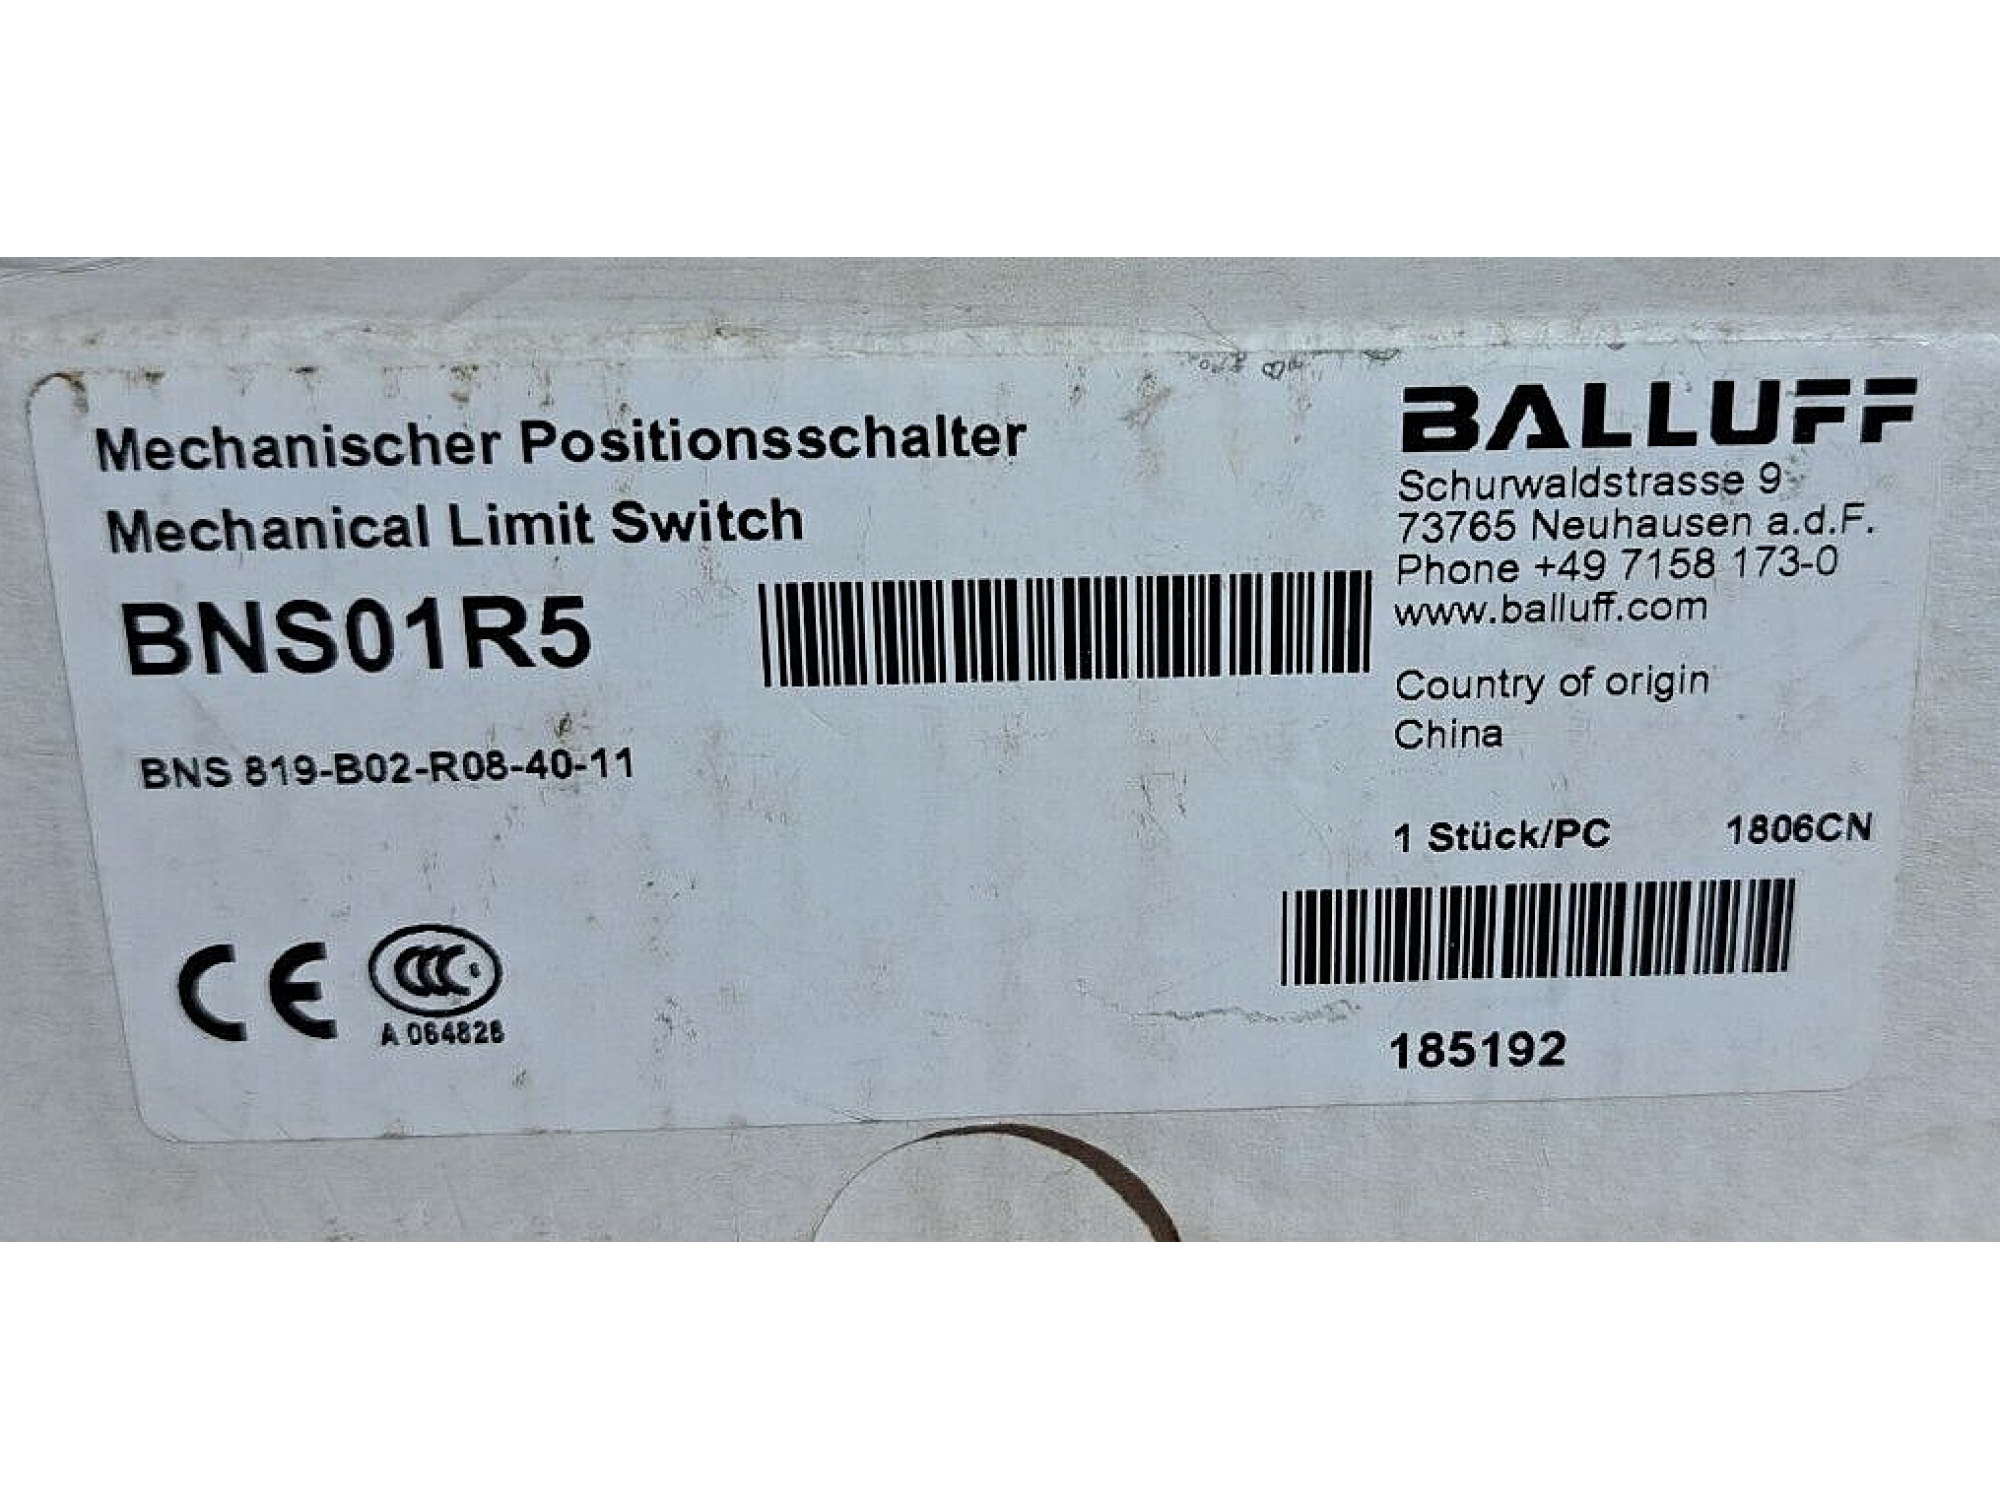 Mechanischer Positionsschalter
Mechanical Limit Switch
BNS01R5
BNS 819-B02-R08-40-11
CE
CCC
A 064826
BALLUFF
Schurwaldstrasse 9
73765 Neuhausen a.d.F.
Phone +49 7158 173-0
www.balluff.com
Country of origin
China
1 Stück/PC 1806CN
185192